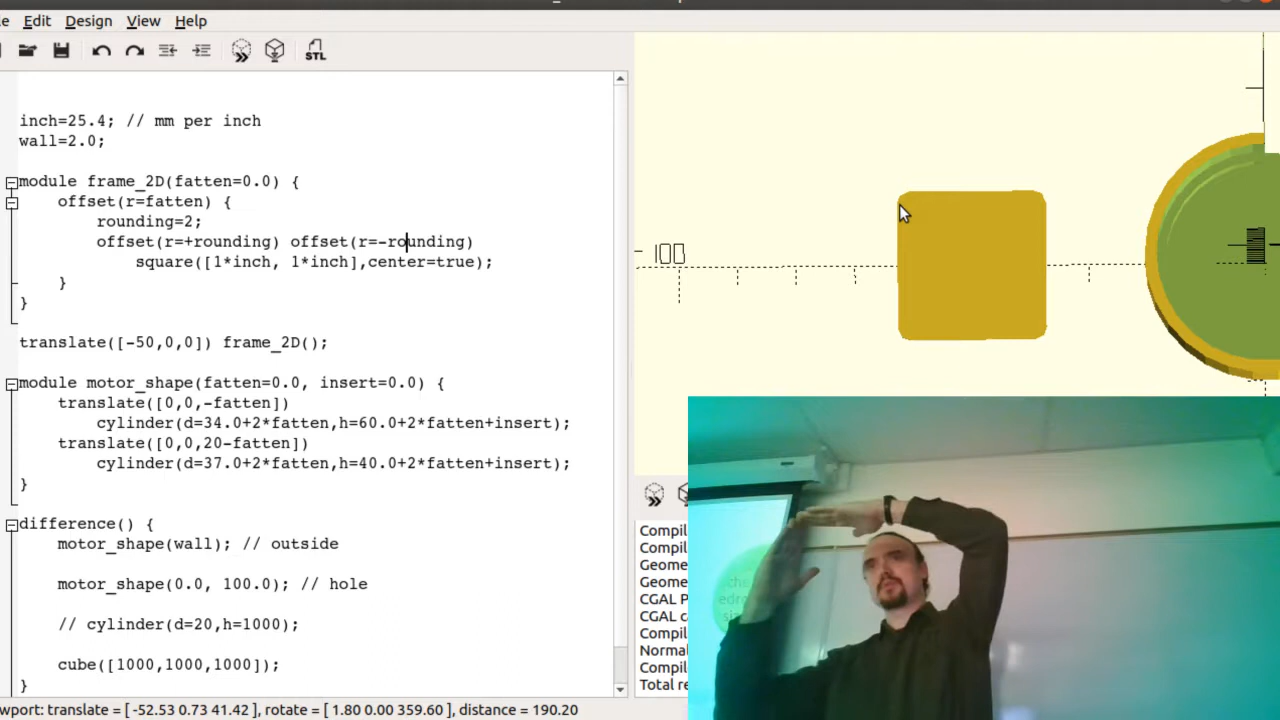 Edit Design View Help
STL
inch=25.4; // mm per inch
wall=2.0;
module frame_2D(fatten=0.0) {
offset(r=fatten) {
rounding=2;
offset(r=+rounding) offset(r=-rounding)
square([1*inch, 1*inch],center=true);
}
}
translate([-50,0,0]) frame_2D();
module motor_shape(fatten=0.0, insert=0.0) {
translate([0,0,-fatten])
cylinder(d=34.0+2*fatten,h=60.0+2*fatten+insert);
translate([0,0,20-fatten])
cylinder(d=37.0+2*fatten,h=40.0+2*fatten+insert);
}
difference() {
motor_shape(wall); // outside
motor_shape(0.0, 100.0); // hole
// cylinder(d=20,h=1000);
cube([1000,1000,1000]);
}
wport: translate = [ -52.53 0.73 41.42 ], rotate = [ 1.80 0.00 359.60 ], distance = 190.20
100
Compil
Compil
Geome
Geome
CGAL P
CGAL c
Compil
Normal
Compil
Total re